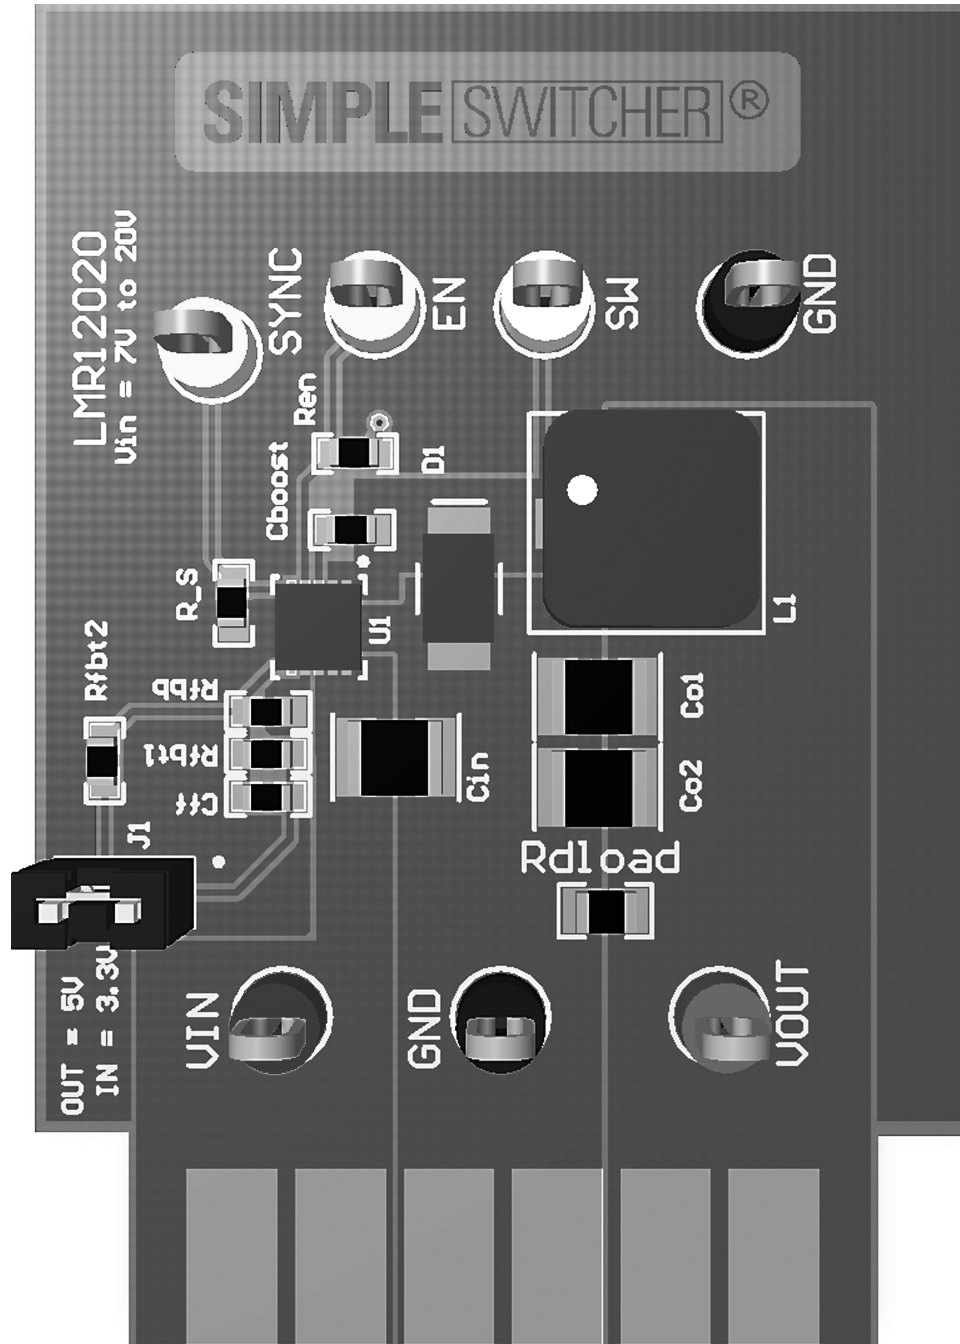 SIMPLE SWITCHER®
LMR12020
Vin = 7V to 20V
SYNC
EN
SW
GND
Ren
Cboost
D1
R_S
U1
L1
Rfbt2
Rfbb
Rfbt1
Cff
Cin
Co1
Co2
J1
Rdload
OUT = 5V
IN = 3.3V
VIN
GND
VOUT